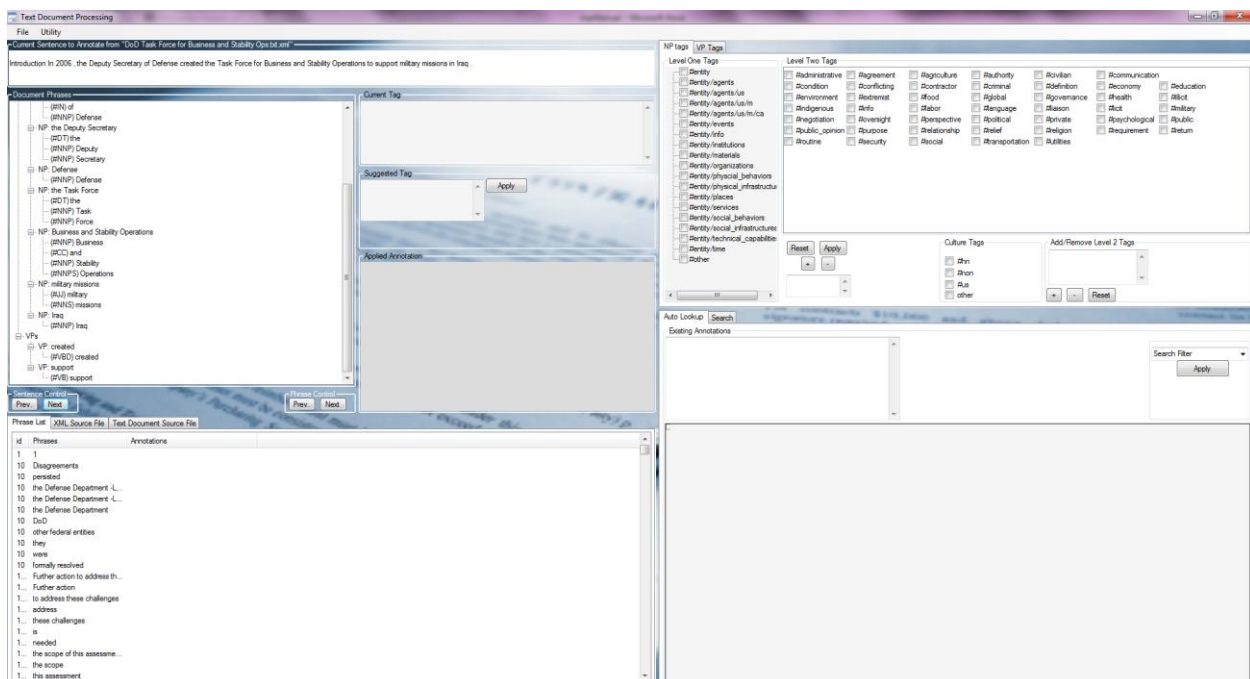 Text Document Processing
File Utility
Current Sentence to Annotate from "DoD Task Force for Business and Stability Ops.txt.xml"
Introduction In 2006 , the Deputy Secretary of Defense created the Task Force for Business and Stability Operations to support military missions in Iraq .
Document Phrases
(#IN) of
(#NNP) Defense
NP: the Deputy Secretary
(#DT) the
(#NNP) Deputy
(#NNP) Secretary
NP: Defense
(#NNP) Defense
NP: the Task Force
(#DT) the
(#NNP) Task
(#NNP) Force
NP: Business and Stability Operations
(#NNP) Business
(#CC) and
(#NNP) Stability
(#NNPS) Operations
NP: military missions
(#JJ) military
(#NNS) missions
NP: Iraq
(#NNP) Iraq
VPs
VP: created
(#VBD) created
VP: support
(#VB) support
Current Tag
Suggested Tag
Apply
Applied Annotation
Sentence Control
Prev. Next
Phrase Control
Prev. Next
Phrase List XML Source File Text Document Source File
id Phrases Annotations
1 1
10 Disagreements
10 persisted
10 the Defense Department -L...
10 the Defense Department -L...
10 the Defense Department
10 DoD
10 other federal entities
10 they
10 were
10 formally resolved
1... Further action to address th...
1... Further action
1... to address these challenges
1... address
1... these challenges
1... is
1... needed
1... the scope of this assessme...
1... the scope
1... this assessment
NP tags VP Tags
Level One Tags
#entity
#entity/agents
#entity/agents/us
#entity/agents/us/m
#entity/agents/us/m/ca
#entity/events
#entity/info
#entity/institutions
#entity/materials
#entity/organizations
#entity/physcial_behaviors
#entity/physical_infrastructu
#entity/places
#entity/services
#entity/social_behaviors
#entity/social_infrastructures
#entity/technical_capabilitie
#entity/time
#other
Level Two Tags
#administrative #agreement #agriculture #authorty #civilian #communication
#condition #conflicting #contractor #criminal #definition #economy #education
#environment #extremist #food #global #governance #health #illicit
#indigenous #info #labor #language #liaison #licit #military
#negotiation #oversight #perspective #political #private #psychological #public
#public_opinion #purpose #relationship #relief #religion #requirement #return
#routine #security #social #transportation #utilities
Reset Apply
+ -
Culture Tags
#hn
#non
#us
other
Add/Remove Level 2 Tags
+ - Reset
Auto Lookup Search
Existing Annotations
Search Filter
Apply